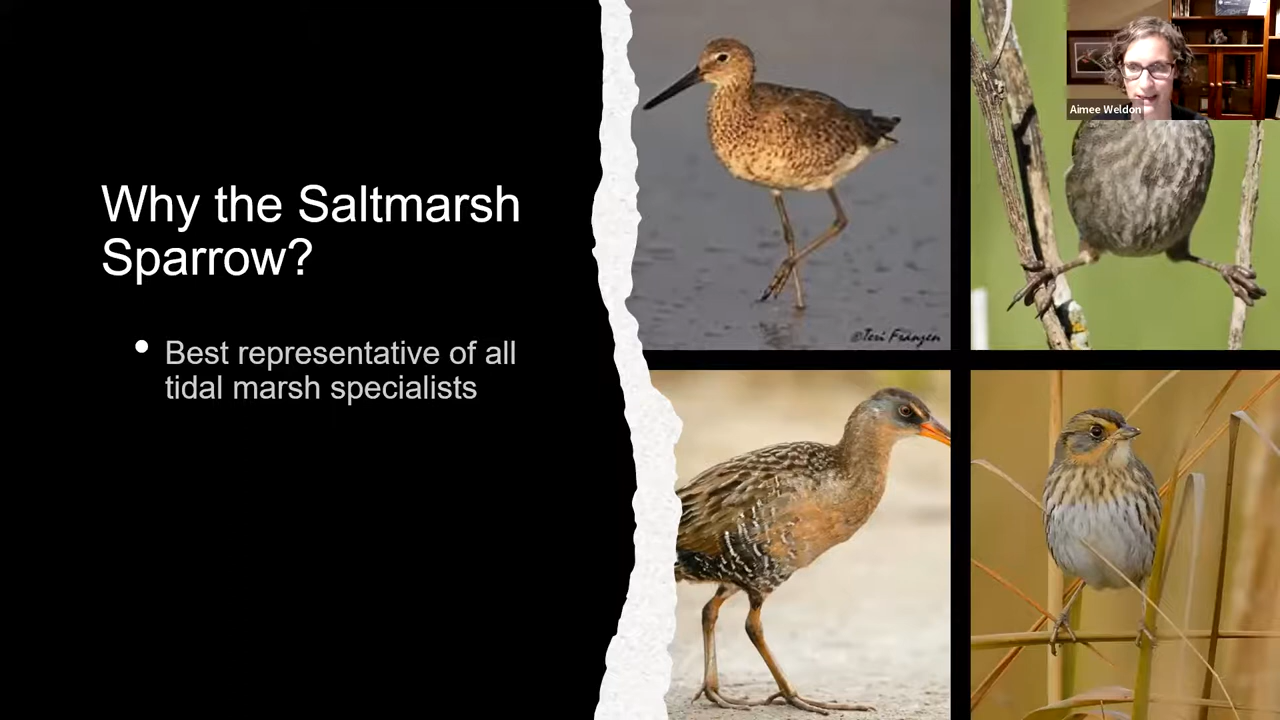 Why the Saltmarsh
Sparrow?
• Best representative of all
tidal marsh specialists
©Teri Franzen
Aimee Weldon